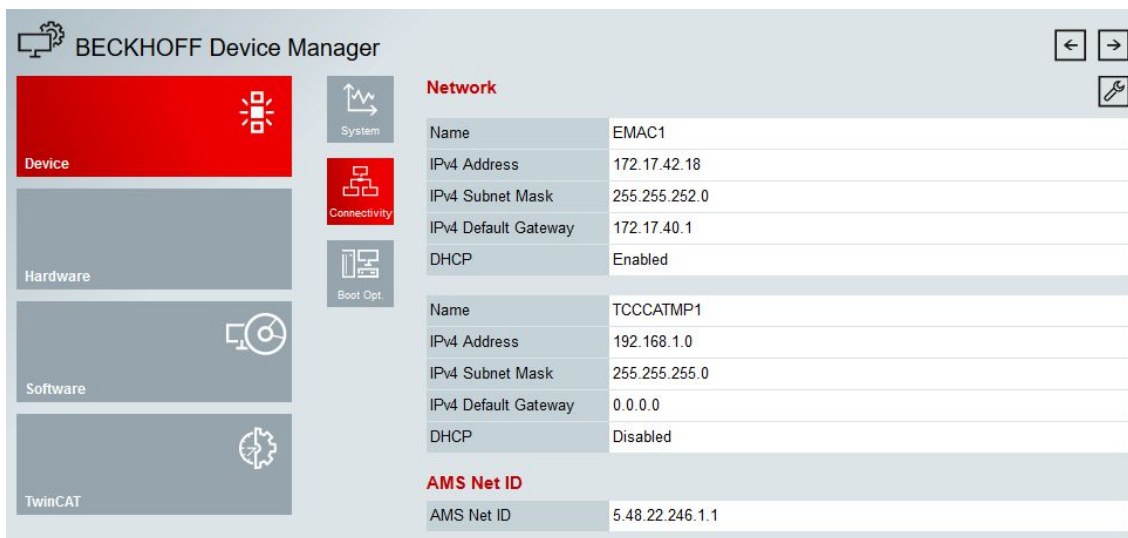 BECKHOFF Device Manager
Device
Hardware
Software
TwinCAT
System
Connectivity
Boot Opt.
Network
Name EMAC1
IPv4 Address 172.17.42.18
IPv4 Subnet Mask 255.255.252.0
IPv4 Default Gateway 172.17.40.1
DHCP Enabled
Name TCCCATMP1
IPv4 Address 192.168.1.0
IPv4 Subnet Mask 255.255.255.0
IPv4 Default Gateway 0.0.0.0
DHCP Disabled
AMS Net ID
AMS Net ID 5.48.22.246.1.1